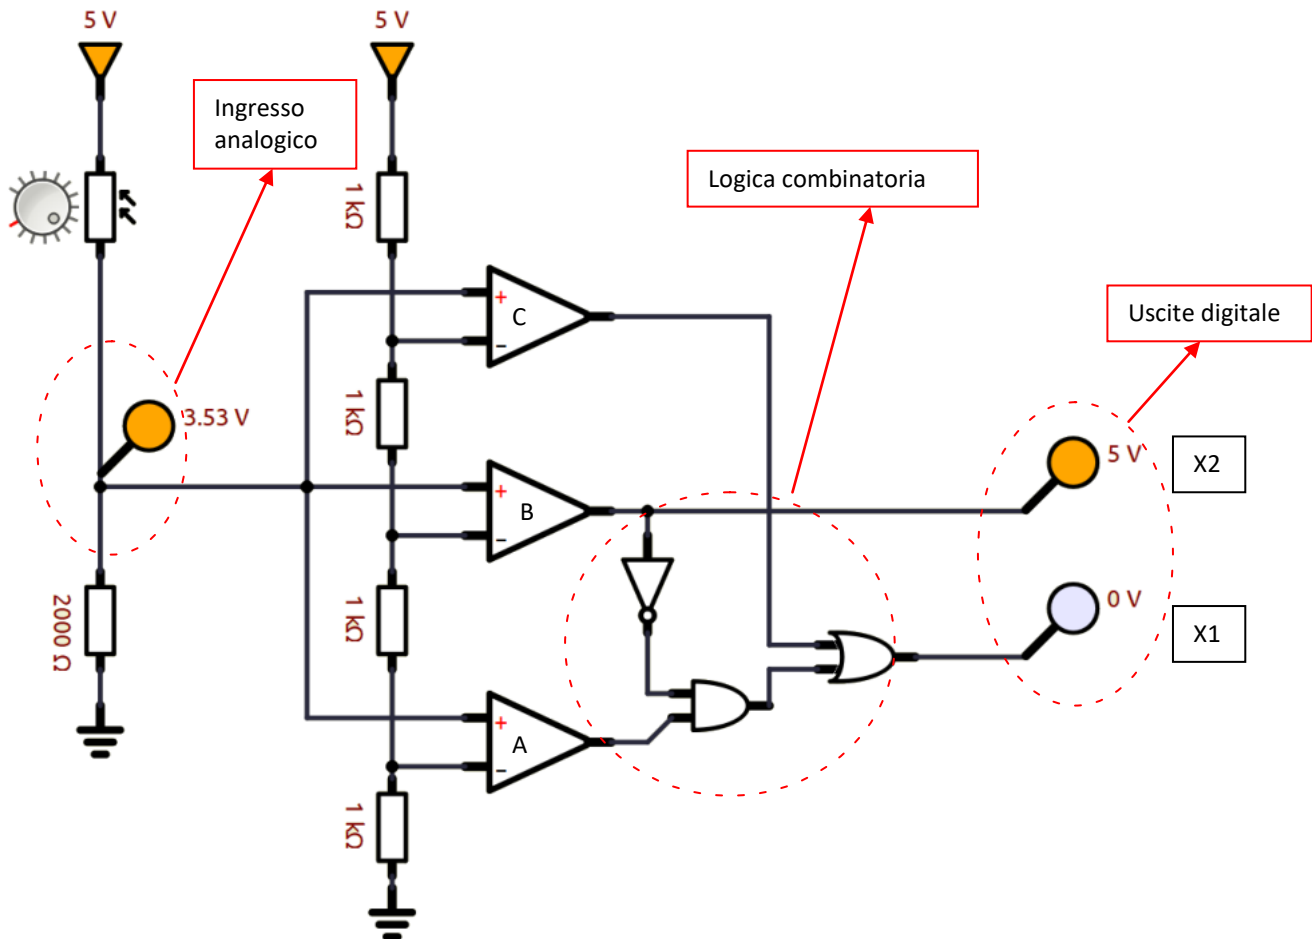 5 V
5 V
Ingresso
analogico
Logica combinatoria
1 kΩ
Uscite digitale
+
C
−
1 kΩ
3.53 V
5 V
X2
+
B
−
2000 Ω
1 kΩ
0 V
X1
+
A
−
1 kΩ